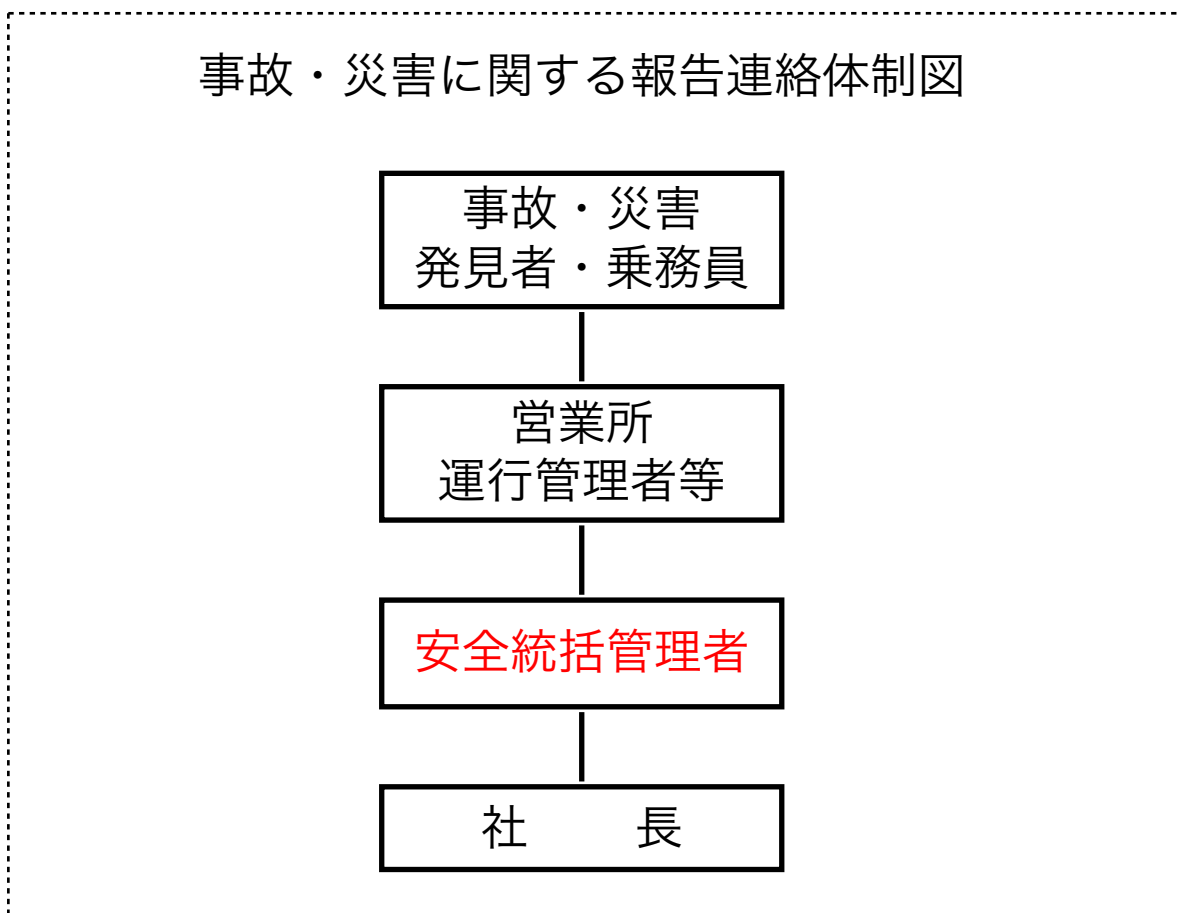 事故・災害に関する報告連絡体制図
事故・災害
発見者・乗務員
営業所
運行管理者等
安全統括管理者
社　　長